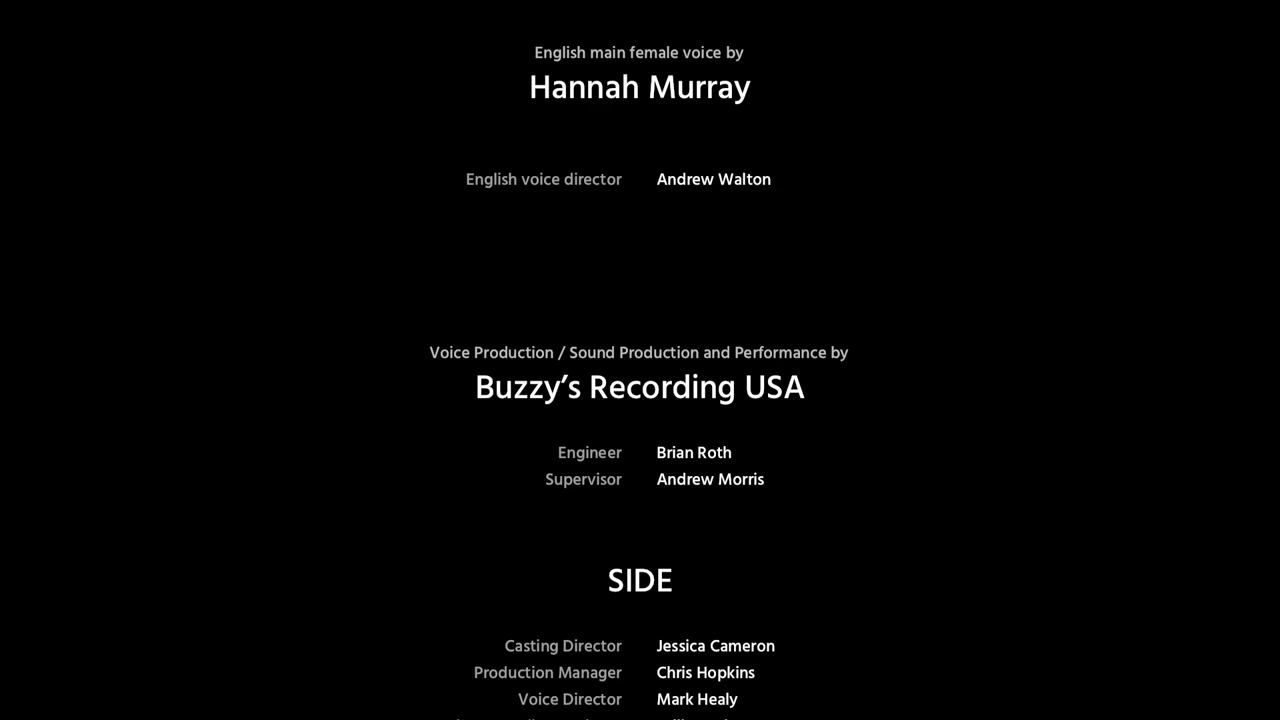 English main female voice by
Hannah Murray
English voice director Andrew Walton
Voice Production / Sound Production and Performance by
Buzzy’s Recording USA
Engineer Brian Roth
Supervisor Andrew Morris
SIDE
Casting Director Jessica Cameron
Production Manager Chris Hopkins
Voice Director Mark Healy